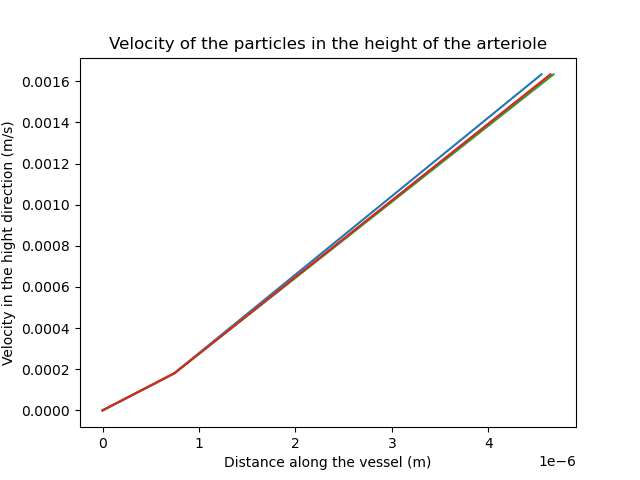 Velocity of the particles in the height of the arteriole
Velocity in the hight direction (m/s)
0.0016
0.0014
0.0012
0.0010
0.0008
0.0006
0.0004
0.0002
0.0000
0 1 2 3 4
1e−6
Distance along the vessel (m)